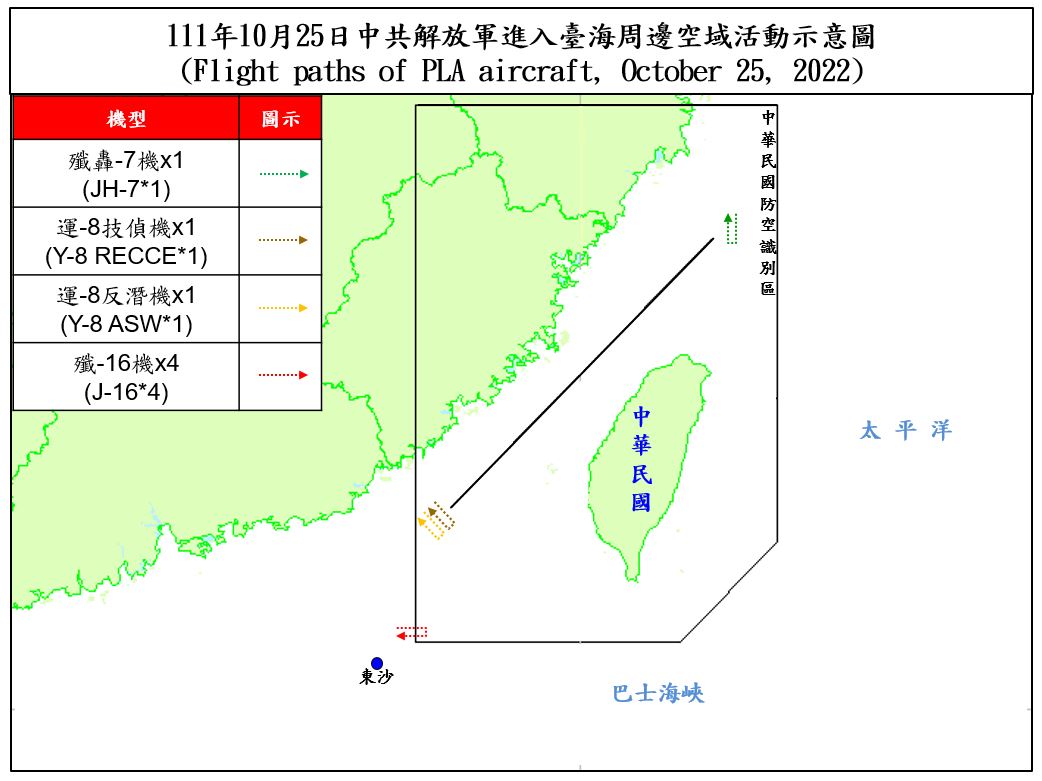 111年10月25日中共解放軍進入臺海周邊空域活動示意圖
(Flight paths of PLA aircraft, October 25, 2022)
機型
圖示
殲轟-7機x1
(JH-7*1)
運-8技偵機x1
(Y-8 RECCE*1)
運-8反潛機x1
(Y-8 ASW*1)
殲-16機x4
(J-16*4)
中華民國防空識別區
中華民國
太平洋
東沙
巴士海峽